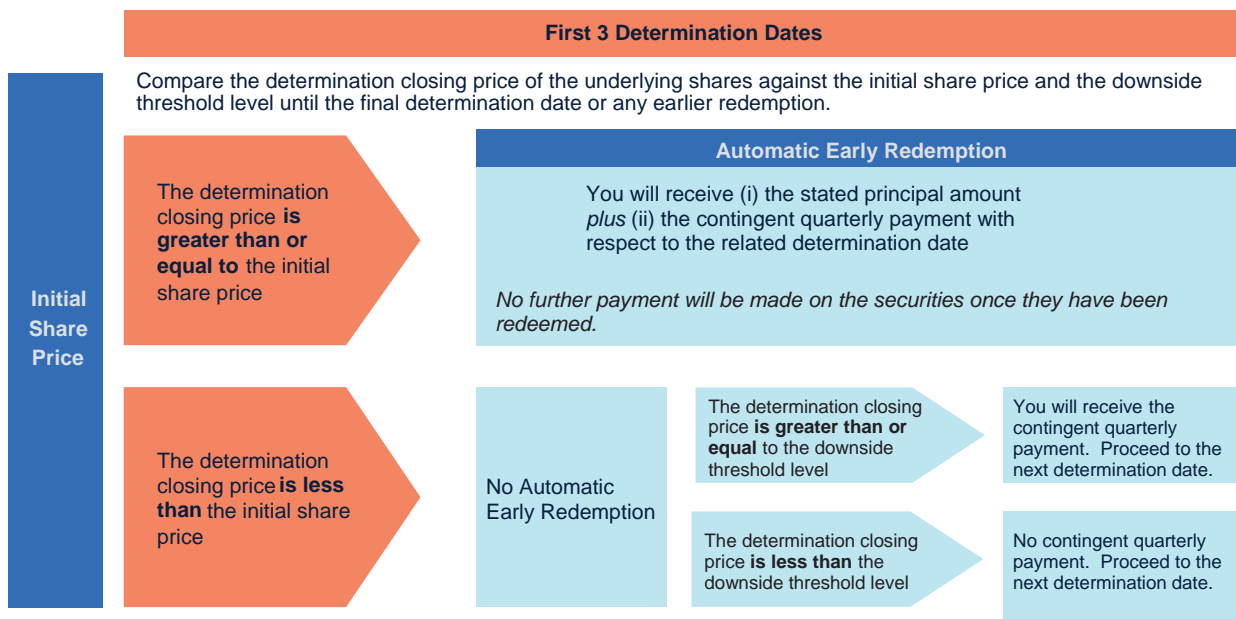 First 3 Determination Dates
Compare the determination closing price of the underlying shares against the initial share price and the downside
threshold level until the final determination date or any earlier redemption.
Initial
Share
Price
The determination
closing price is
greater than or
equal to the initial
share price
Automatic Early Redemption
You will receive (i) the stated principal amount
plus (ii) the contingent quarterly payment with
respect to the related determination date
No further payment will be made on the securities once they have been
redeemed.
The determination
closing price is less
than the initial share
price
No Automatic
Early Redemption
The determination closing
price is greater than or
equal to the downside
threshold level
You will receive the
contingent quarterly
payment. Proceed to the
next determination date.
The determination closing
price is less than the
downside threshold level
No contingent quarterly
payment. Proceed to the
next determination date.